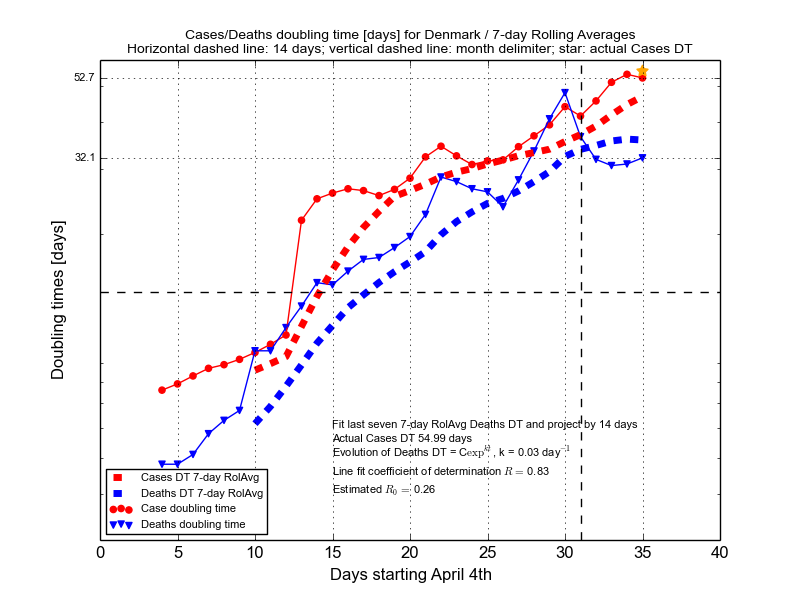 Cases/Deaths doubling time [days] for Denmark / 7-day Rolling Averages
Horizontal dashed line: 14 days; vertical dashed line: month delimiter; star: actual Cases DT
52.7
32.1
Doubling times [days]
Fit last seven 7-day RolAvg Deaths DT and project by 14 days
Actual Cases DT 54.99 days
Evolution of Deaths DT = Cexp^{kt}, k = 0.03 day^{-1}
Line fit coefficient of determination R = 0.83
Estimated R_0 = 0.26
Cases DT 7-day RolAvg
Deaths DT 7-day RolAvg
Case doubling time
Deaths doubling time
0 5 10 15 20 25 30 35 40
Days starting April 4th